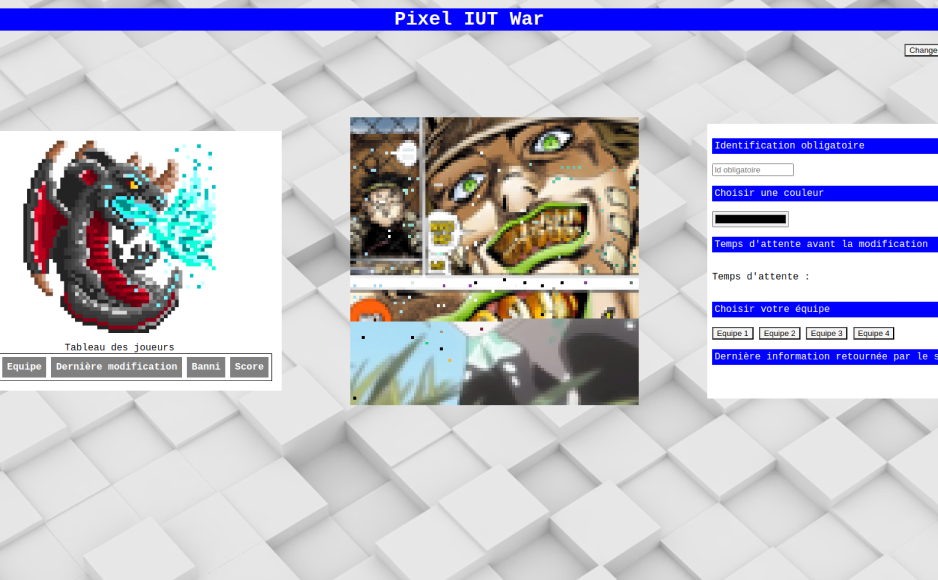 Pixel IUT War
Change
Tableau des joueurs
Equipe Dernière modification Banni Score
Identification obligatoire
Id obligatoire
Choisir une couleur
Temps d'attente avant la modification
Temps d'attente :
Choisir votre équipe
Equipe 1 Equipe 2 Equipe 3 Equipe 4
Dernière information retournée par le s